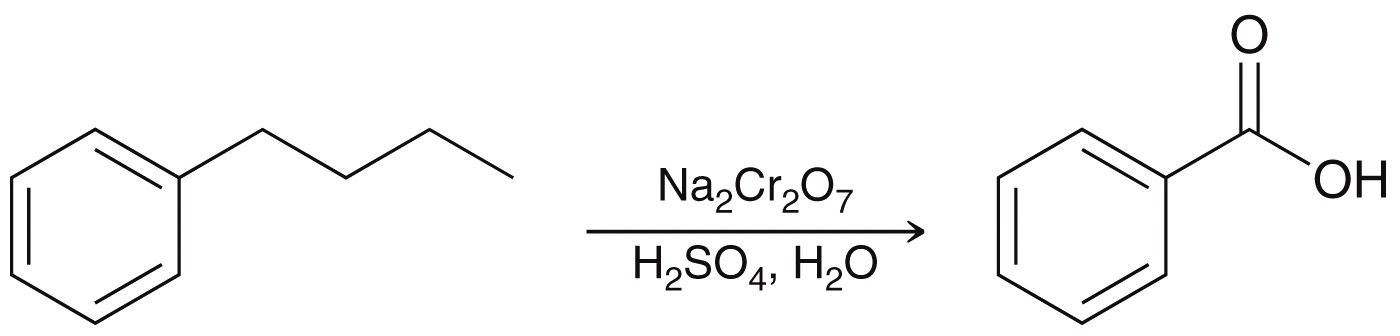 O
OH
Na₂Cr₂O₇
H₂SO₄, H₂O